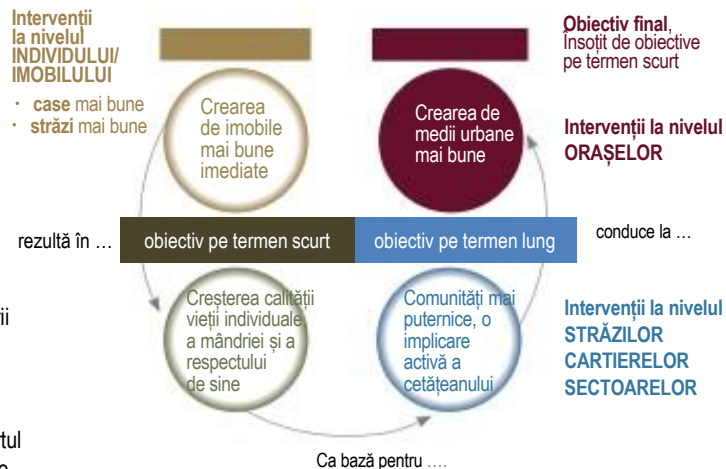 Intervenții
la nivelul
INDIVIDULUI/
IMOBILULUI
· case mai bune
· străzi mai bune
Crearea
de imobile
mai bune
imediate
Crearea de
medii urbane
mai bune
Obiectiv final,
Însoțit de obiective
pe termen scurt
Intervenții la nivelul
ORAȘELOR
rezultă în …
obiectiv pe termen scurt
obiectiv pe termen lung
conduce la …
Creșterea calității
vieții individuale,
a mândriei și a
respectului
de sine
Comunități mai
puternice, o
implicare
activă a
cetățeanului
Intervenții la nivelul
STRĂZILOR
CARTIERELOR
SECTOARELOR
Ca bază pentru ….